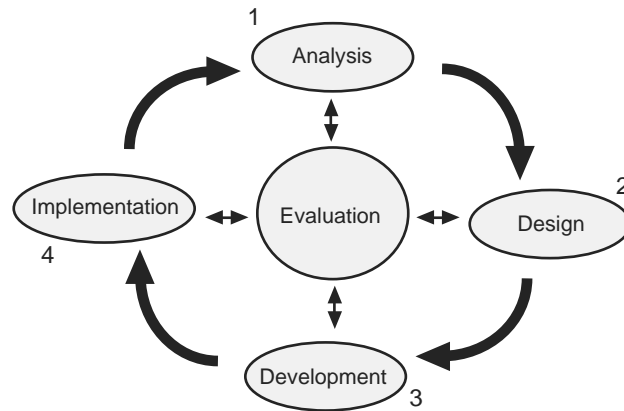 1
Analysis
2
Implementation
Evaluation
Design
4
Development
3